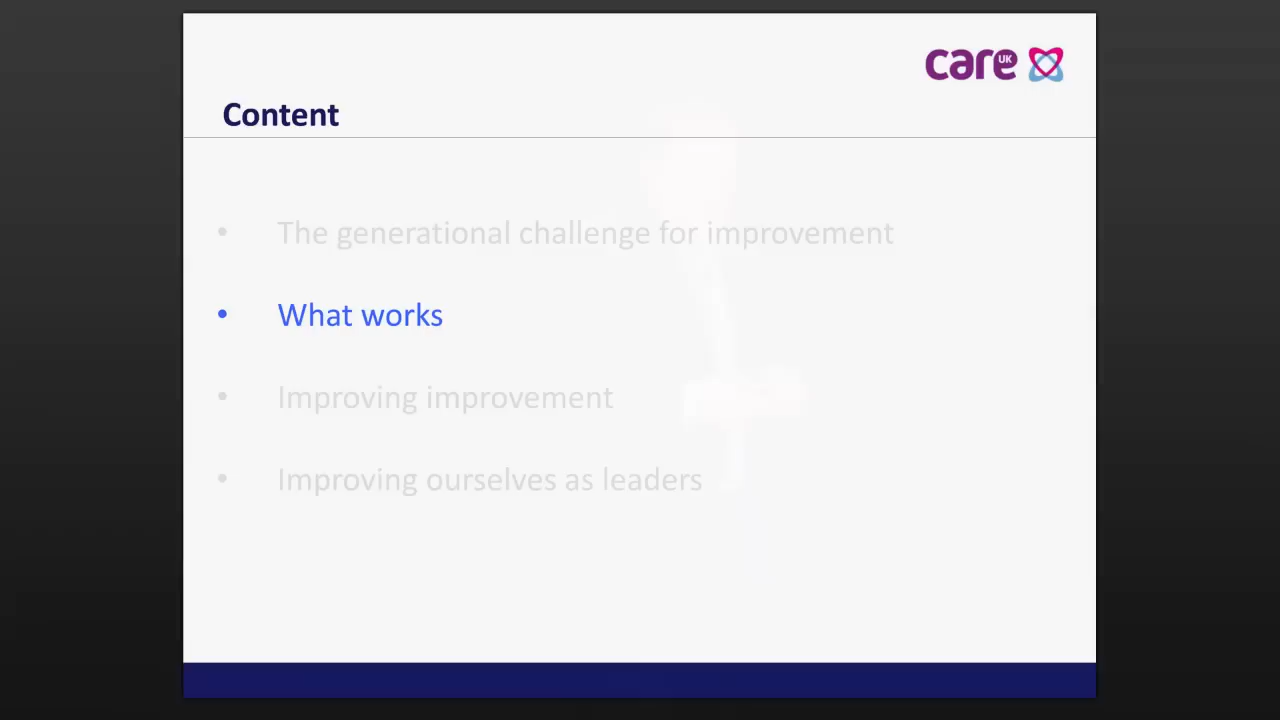 care UK
Content
• The generational challenge for improvement
• What works
• Improving improvement
• Improving ourselves as leaders